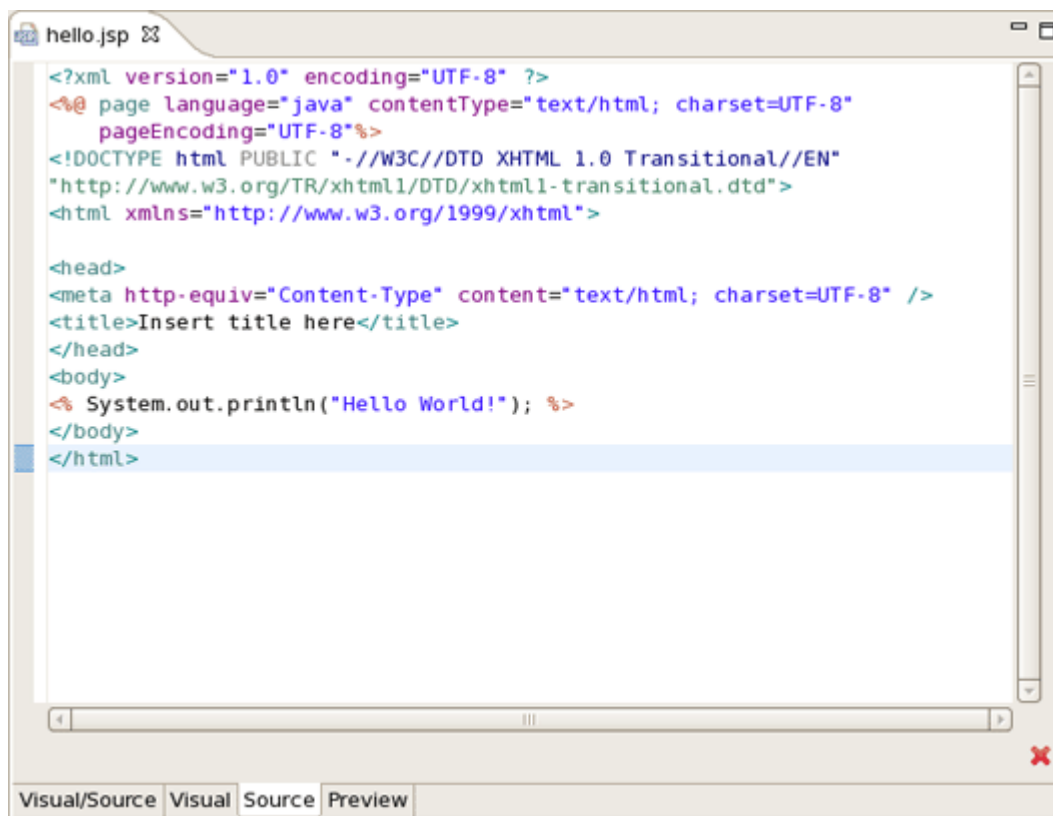 hello.jsp
<?xml version="1.0" encoding="UTF-8" ?>
<%@ page language="java" contentType="text/html; charset=UTF-8"
    pageEncoding="UTF-8"%>
<!DOCTYPE html PUBLIC "-//W3C//DTD XHTML 1.0 Transitional//EN"
"http://www.w3.org/TR/xhtml1/DTD/xhtml1-transitional.dtd">
<html xmlns="http://www.w3.org/1999/xhtml">
<head>
<meta http-equiv="Content-Type" content="text/html; charset=UTF-8" />
<title>Insert title here</title>
</head>
<body>
<% System.out.println("Hello World!"); %>
</body>
</html>
Visual/Source Visual Source Preview